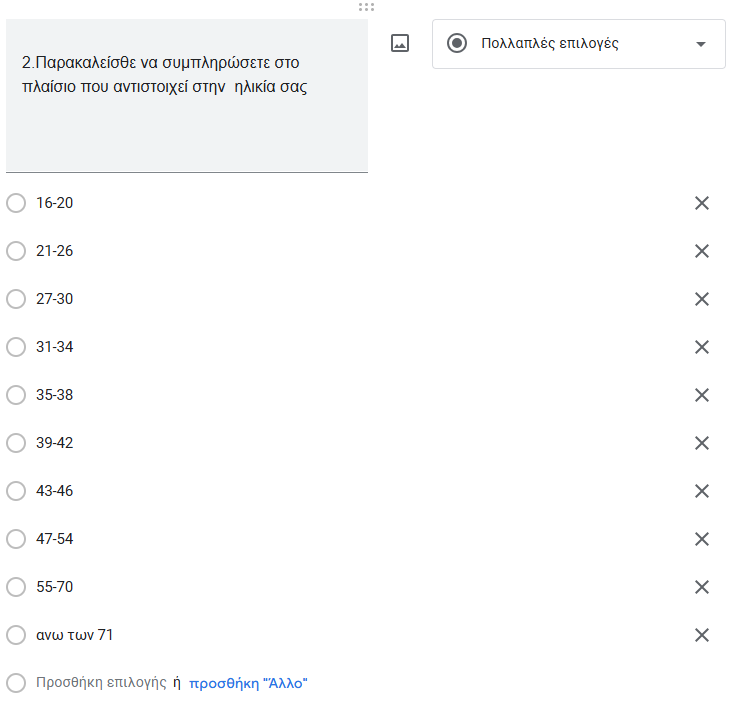 2.Παρακαλείσθε να συμπληρώσετε στο
πλαίσιο που αντιστοιχεί στην  ηλικία σας
Πολλαπλές επιλογές
16-20
21-26
27-30
31-34
35-38
39-42
43-46
47-54
55-70
ανω των 71
Προσθήκη επιλογής ή προσθήκη "Άλλο"